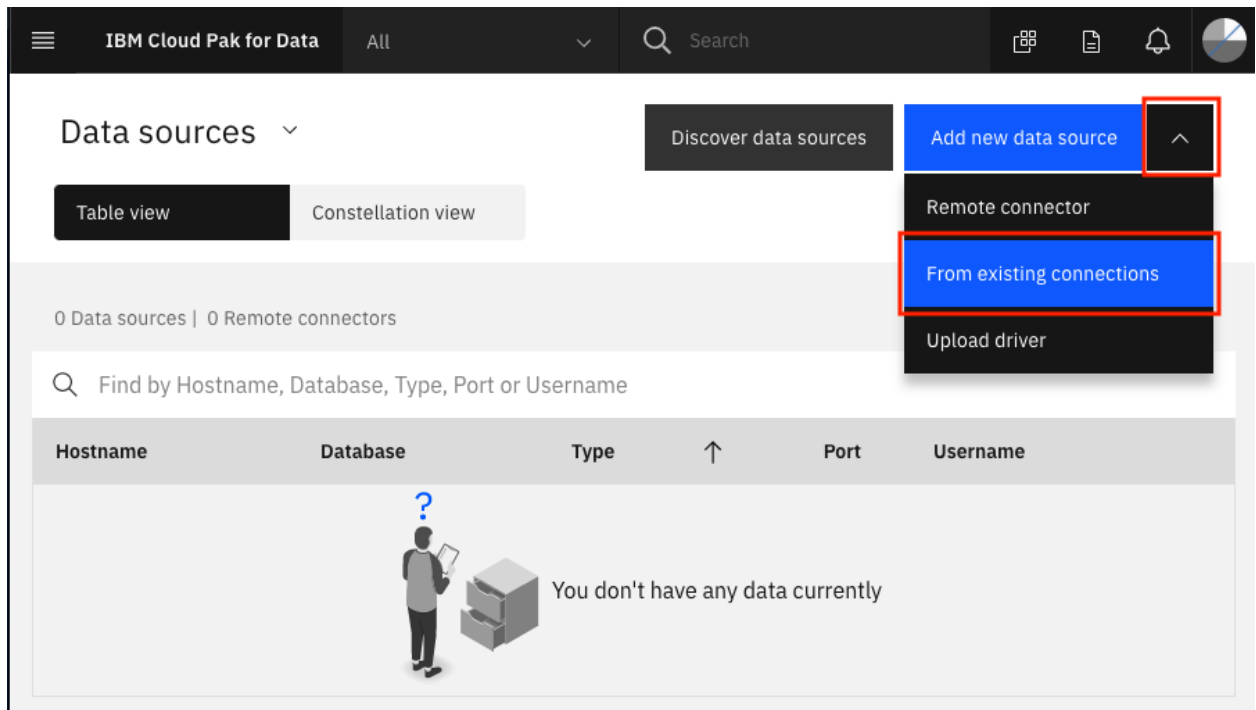 IBM Cloud Pak for Data All Search
Data sources
Discover data sources
Add new data source
Table view
Constellation view
Remote connector
From existing connections
Upload driver
0 Data sources | 0 Remote connectors
Find by Hostname, Database, Type, Port or Username
Hostname Database Type Port Username
?
You don't have any data currently